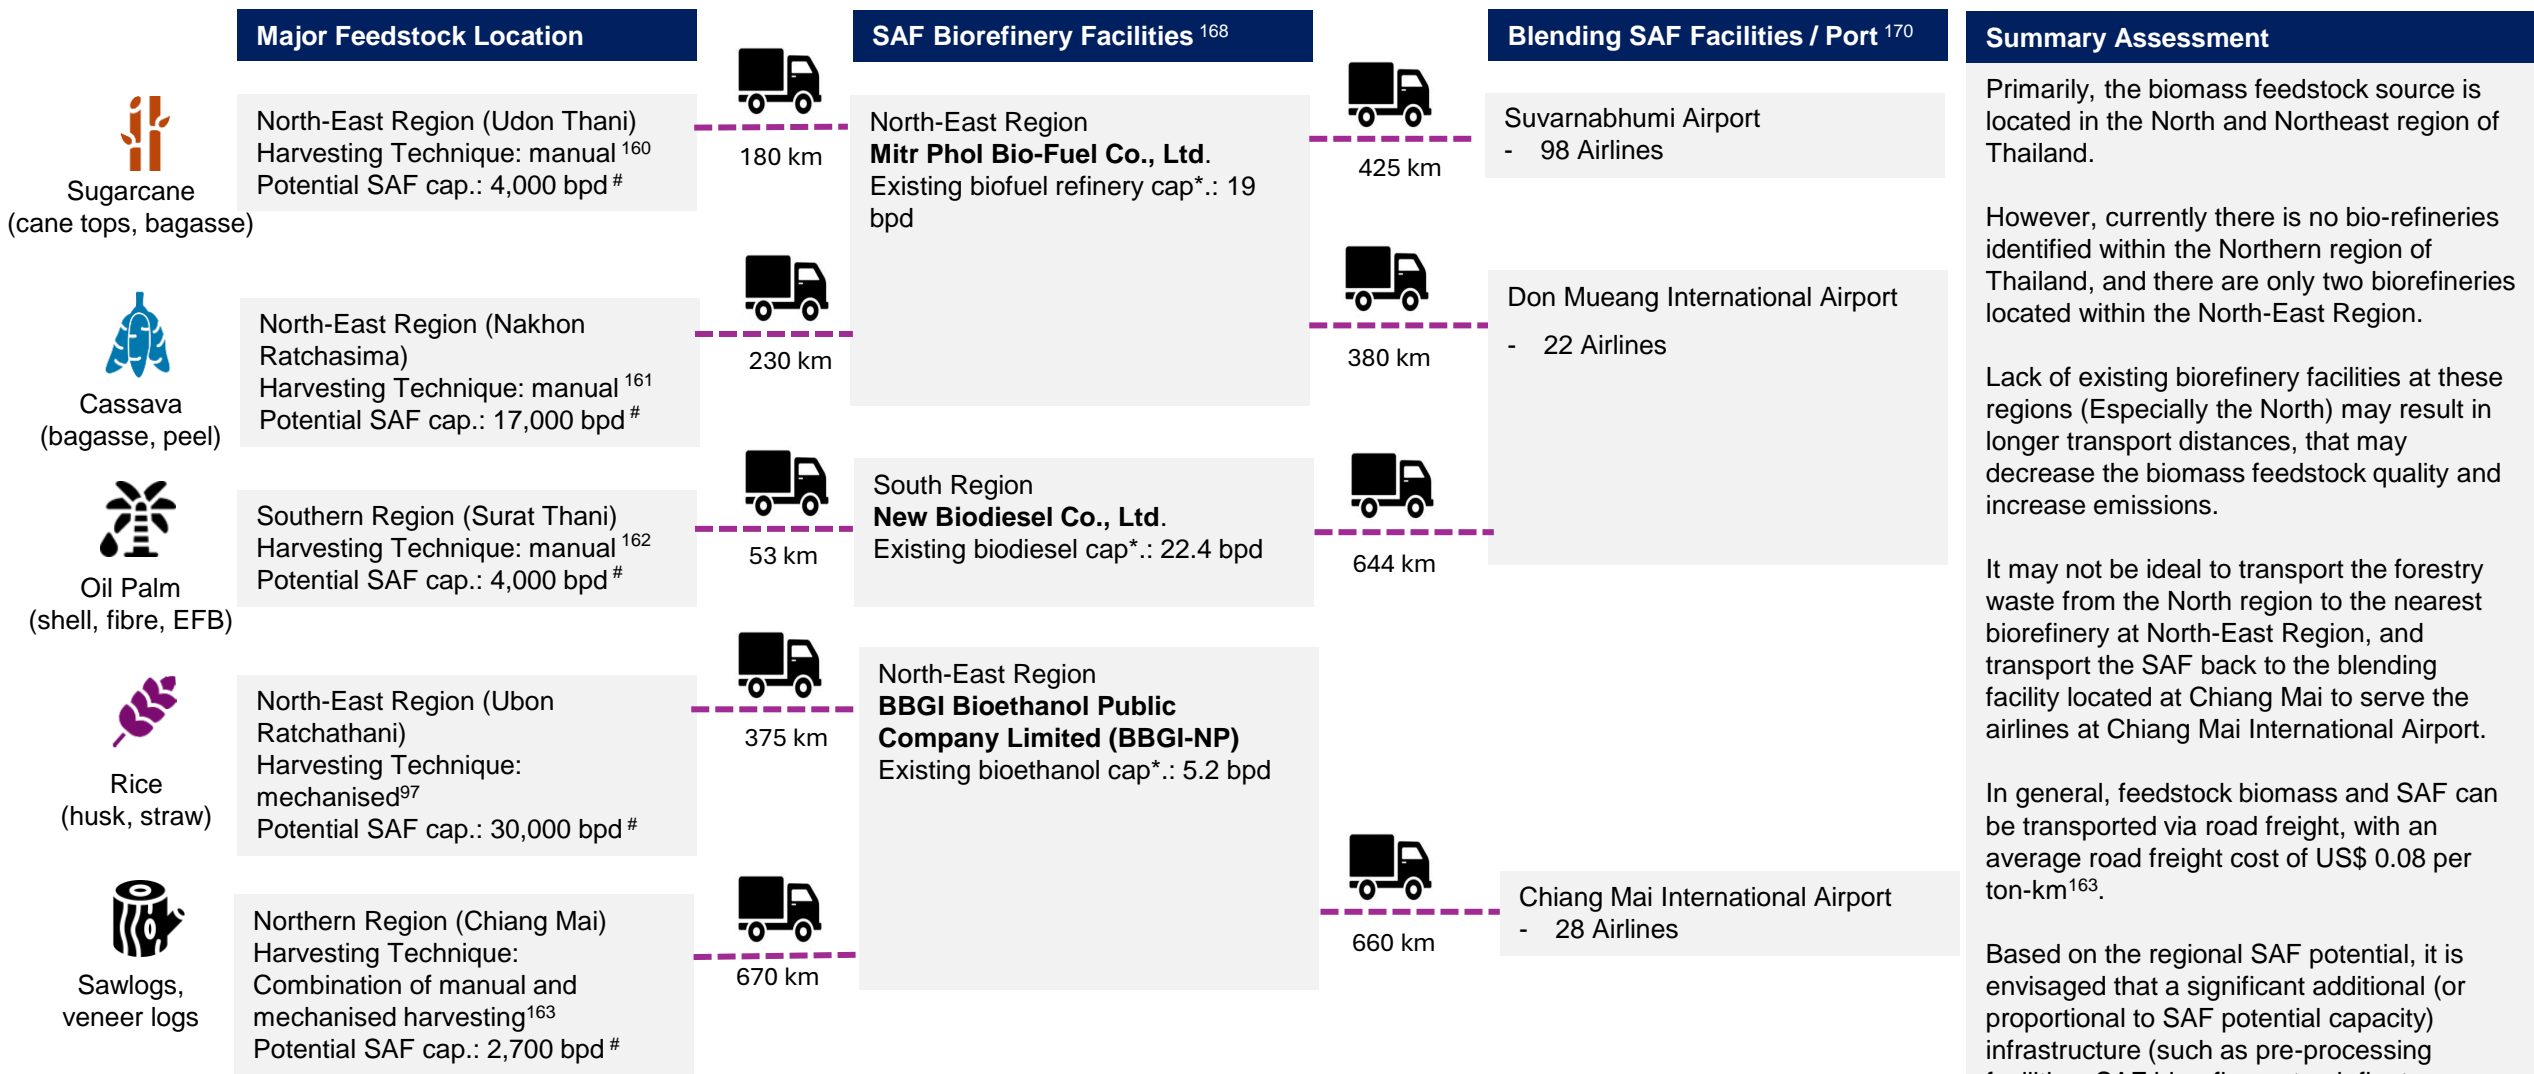 Major Feedstock Location
SAF Biorefinery Facilities 168
Blending SAF Facilities / Port 170
Summary Assessment
Sugarcane
(cane tops, bagasse)
North-East Region (Udon Thani)
Harvesting Technique: manual 160
Potential SAF cap.: 4,000 bpd #
180 km
North-East Region
Mitr Phol Bio-Fuel Co., Ltd.
Existing biofuel refinery cap*.: 19
bpd
425 km
Suvarnabhumi Airport
- 98 Airlines
Cassava
(bagasse, peel)
North-East Region (Nakhon
Ratchasima)
Harvesting Technique: manual 161
Potential SAF cap.: 17,000 bpd #
230 km
380 km
Don Mueang International Airport
- 22 Airlines
Oil Palm
(shell, fibre, EFB)
Southern Region (Surat Thani)
Harvesting Technique: manual 162
Potential SAF cap.: 4,000 bpd #
53 km
South Region
New Biodiesel Co., Ltd.
Existing biodiesel cap*.: 22.4 bpd
644 km
Rice
(husk, straw)
North-East Region (Ubon
Ratchathani)
Harvesting Technique:
mechanised97
Potential SAF cap.: 30,000 bpd #
375 km
North-East Region
BBGI Bioethanol Public
Company Limited (BBGI-NP)
Existing bioethanol cap*.: 5.2 bpd
Sawlogs,
veneer logs
Northern Region (Chiang Mai)
Harvesting Technique:
Combination of manual and
mechanised harvesting163
Potential SAF cap.: 2,700 bpd #
670 km
660 km
Chiang Mai International Airport
- 28 Airlines
Primarily, the biomass feedstock source is
located in the North and Northeast region of
Thailand.
However, currently there is no bio-refineries
identified within the Northern region of
Thailand, and there are only two biorefineries
located within the North-East Region.
Lack of existing biorefinery facilities at these
regions (Especially the North) may result in
longer transport distances, that may
decrease the biomass feedstock quality and
increase emissions.
It may not be ideal to transport the forestry
waste from the North region to the nearest
biorefinery at North-East Region, and
transport the SAF back to the blending
facility located at Chiang Mai to serve the
airlines at Chiang Mai International Airport.
In general, feedstock biomass and SAF can
be transported via road freight, with an
average road freight cost of US$ 0.08 per
ton-km163.
Based on the regional SAF potential, it is
envisaged that a significant additional (or
proportional to SAF potential capacity)
infrastructure (such as pre-processing